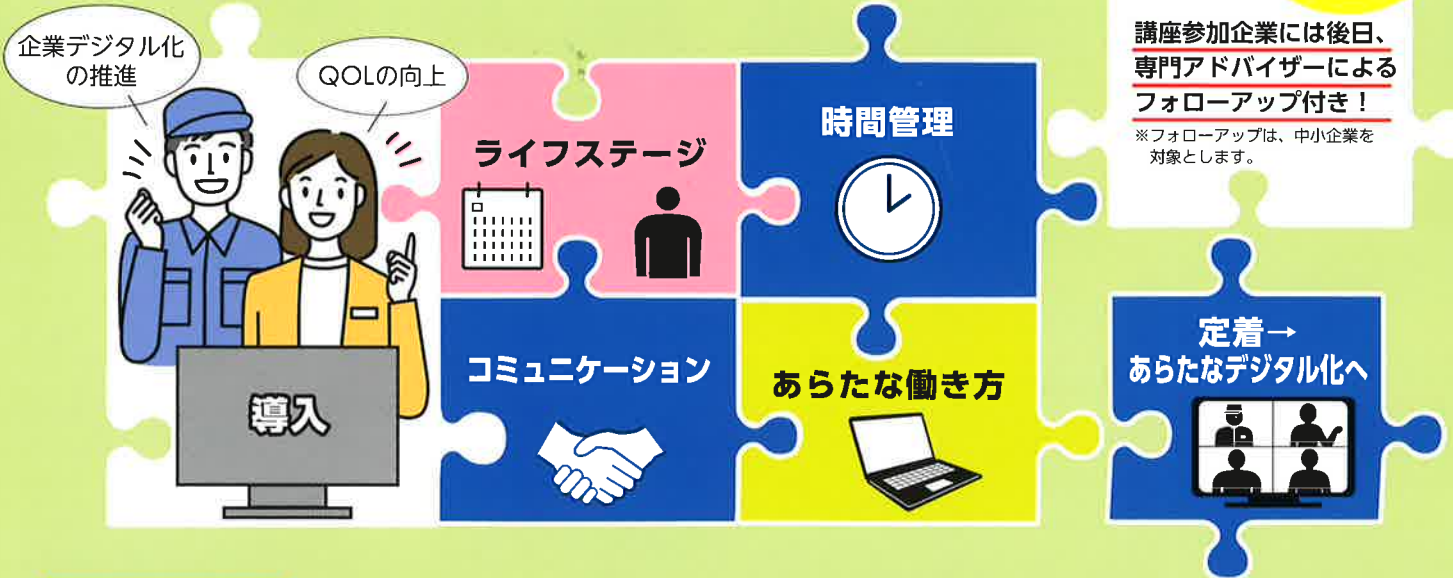 企業デジタル化
の推進
QOLの向上
導入
ライフステージ
時間管理
コミュニケーション
あらたな働き方
講座参加企業には後日、
専門アドバイザーによる
フォローアップ付き！
※フォローアップは、中小企業を
対象とします。
定着→
あらたなデジタル化へ